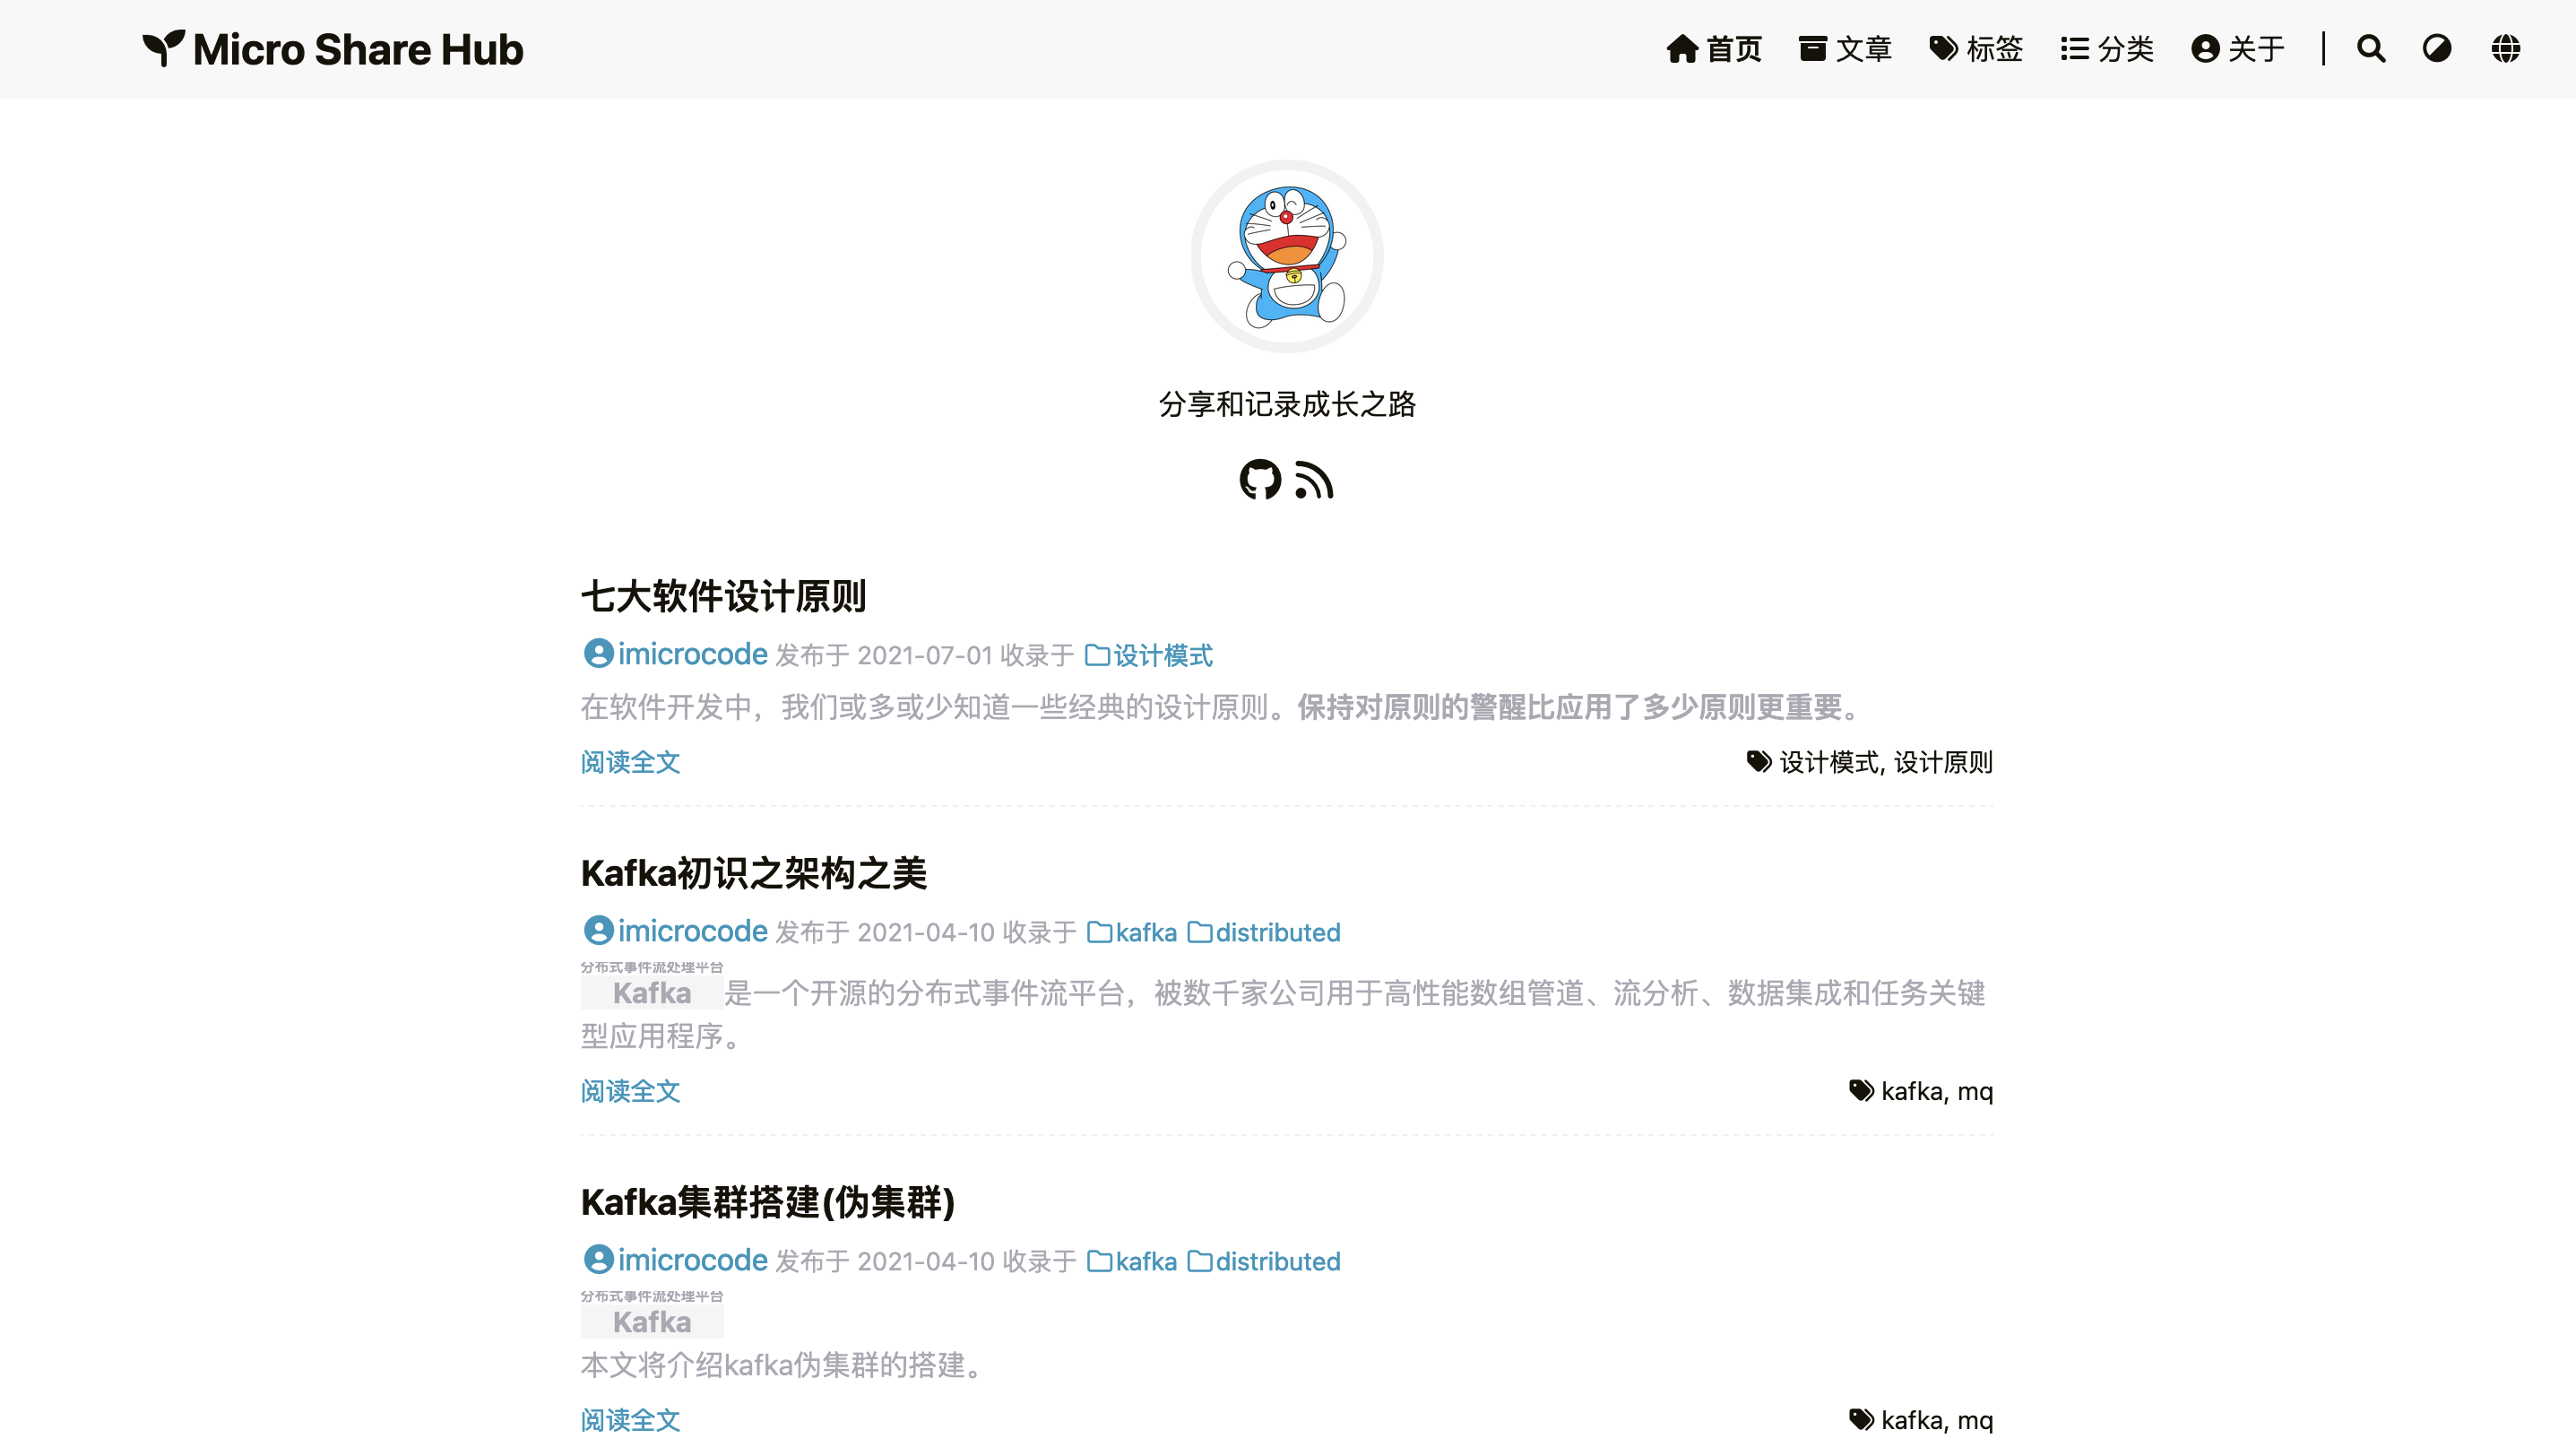 Micro Share Hub
首页 文章 标签 分类 关于
分享和记录成长之路
七大软件设计原则
imicrocode 发布于 2021-07-01 收录于 设计模式
在软件开发中，我们或多或少知道一些经典的设计原则。保持对原则的警醒比应用了多少原则更重要。
阅读全文 设计模式, 设计原则
Kafka初识之架构之美
imicrocode 发布于 2021-04-10 收录于 kafka distributed
分布式事件流处理平台
Kafka是一个开源的分布式事件流平台，被数千家公司用于高性能数组管道、流分析、数据集成和任务关键
型应用程序。
阅读全文 kafka, mq
Kafka集群搭建(伪集群)
imicrocode 发布于 2021-04-10 收录于 kafka distributed
分布式事件流处理平台
Kafka
本文将介绍kafka伪集群的搭建。
阅读全文 kafka, mq